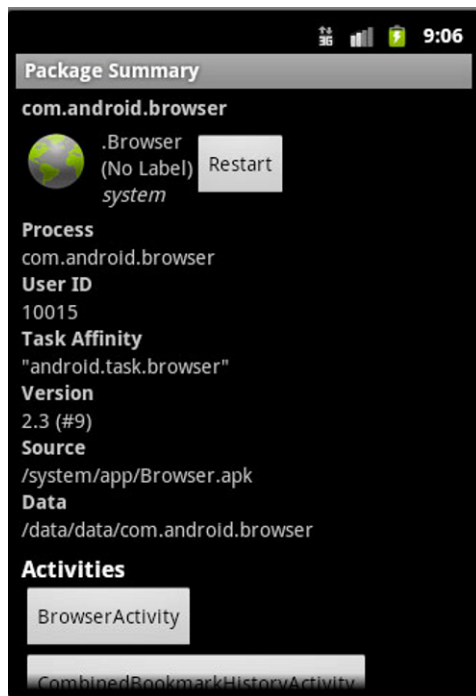 3G 9:06
Package Summary
com.android.browser
.Browser
(No Label)
system
Restart
Process
com.android.browser
User ID
10015
Task Affinity
"android.task.browser"
Version
2.3 (#9)
Source
/system/app/Browser.apk
Data
/data/data/com.android.browser
Activities
BrowserActivity
CombinedBookmarkHistoryActivity